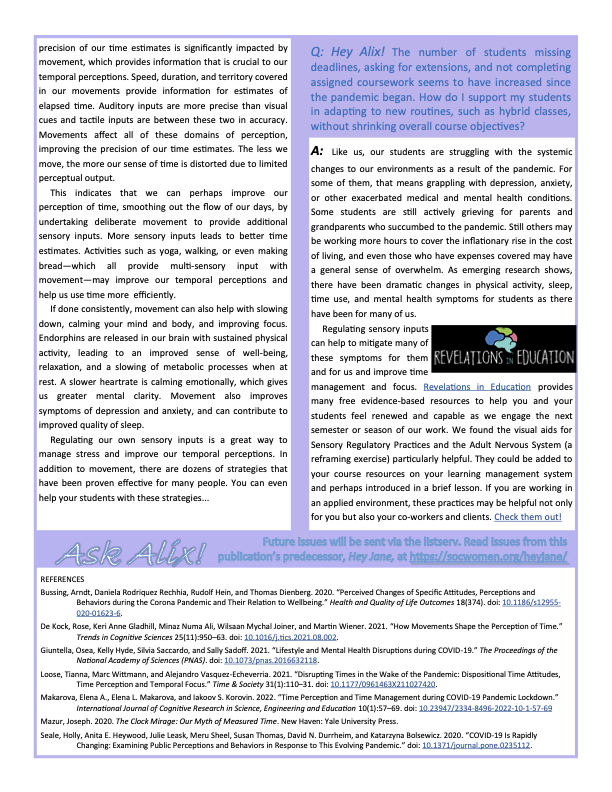 precision of our time estimates is significantly impacted by
movement, which provides information that is crucial to our
temporal perceptions. Speed, duration, and territory covered
in our movements provide information for estimates of
elapsed time. Auditory inputs are more precise than visual
cues and tactile inputs are between these two in accuracy.
Movements affect all of these domains of perception,
improving the precision of our time estimates. The less we
move, the more our sense of time is distorted due to limited
perceptual output.
This indicates that we can perhaps improve our
perception of time, smoothing out the flow of our days, by
undertaking deliberate movement to provide additional
sensory inputs. More sensory inputs leads to better time
estimates. Activities such as yoga, walking, or even making
bread—which all provide multi-sensory input with
movement—may improve our temporal perceptions and
help us use time more efficiently.
If done consistently, movement can also help with slowing
down, calming your mind and body, and improving focus.
Endorphins are released in our brain with sustained physical
activity, leading to an improved sense of well-being,
relaxation, and a slowing of metabolic processes when at
rest. A slower heartrate is calming emotionally, which gives
us greater mental clarity. Movement also improves
symptoms of depression and anxiety, and can contribute to
improved quality of sleep.
Regulating our own sensory inputs is a great way to
manage stress and improve our temporal perceptions. In
addition to movement, there are dozens of strategies that
have been proven effective for many people. You can even
help your students with these strategies...
Q: Hey Alix! The number of students missing
deadlines, asking for extensions, and not completing
assigned coursework seems to have increased since
the pandemic began. How do I support my students
in adapting to new routines, such as hybrid classes,
without shrinking overall course objectives?
A: Like us, our students are struggling with the systemic
changes to our environments as a result of the pandemic. For
some of them, that means grappling with depression, anxiety,
or other exacerbated medical and mental health conditions.
Some students are still actively grieving for parents and
grandparents who succumbed to the pandemic. Still others may
be working more hours to cover the inflationary rise in the cost
of living, and even those who have expenses covered may have
a general sense of overwhelm. As emerging research shows,
there have been dramatic changes in physical activity, sleep,
time use, and mental health symptoms for students as there
have been for many of us.
Regulating sensory inputs
can help to mitigate many of
these symptoms for them
and for us and improve time
management and focus. Revelations in Education provides
many free evidence-based resources to help you and your
students feel renewed and capable as we engage the next
semester or season of our work. We found the visual aids for
Sensory Regulatory Practices and the Adult Nervous System (a
reframing exercise) particularly helpful. They could be added to
your course resources on your learning management system
and perhaps introduced in a brief lesson. If you are working in
an applied environment, these practices may be helpful not only
for you but also your co-workers and clients. Check them out!
REVELATIONS IN EDUCATION
Ask Alix!
Future issues will be sent via the listserv. Read issues from this
publication's predecessor, Hey Jane, at https://socwomen.org/heyjane/
REFERENCES
Bussing, Arndt, Daniela Rodriquez Rechhia, Rudolf Hein, and Thomas Dienberg. 2020. "Perceived Changes of Specific Attitudes, Perceptions and
Behaviors during the Corona Pandemic and Their Relation to Wellbeing." Health and Quality of Life Outcomes 18(374). doi: 10.1186/s12955-
020-01623-6.
De Kock, Rose, Keri Anne Gladhill, Minaz Numa Ali, Wilsaan Mychal Joiner, and Martin Wiener. 2021. "How Movements Shape the Perception of Time."
Trends in Cognitive Sciences 25(11):950–63. doi: 10.1016/j.tics.2021.08.002.
Giuntella, Osea, Kelly Hyde, Silvia Saccardo, and Sally Sadoff. 2021. "Lifestyle and Mental Health Disruptions during COVID-19." The Proceedings of the
National Academy of Sciences (PNAS). doi: 10.1073/pnas.2016632118.
Loose, Tianna, Marc Wittmann, and Alejandro Vasquez-Echeverria. 2021. "Disrupting Times in the Wake of the Pandemic: Dispositional Time Attitudes,
Time Perception and Temporal Focus." Time & Society 31(1):110–31. doi: 10.1177/0961463X211027420.
Makarova, Elena A., Elena L. Makarova, and Iakoov S. Korovin. 2022. "Time Perception and Time Management during COVID-19 Pandemic Lockdown."
International Journal of Cognitive Research in Science, Engineering and Education 10(1):57–69. doi: 10.23947/2334-8496-2022-10-1-57-69
Mazur, Joseph. 2020. The Clock Mirage: Our Myth of Measured Time. New Haven: Yale University Press.
Seale, Holly, Anita E. Heywood, Julie Leask, Meru Sheel, Susan Thomas, David N. Durrheim, and Katarzyna Bolsewicz. 2020. "COVID-19 Is Rapidly
Changing: Examining Public Perceptions and Behaviors in Response to This Evolving Pandemic." doi: 10.1371/journal.pone.0235112.